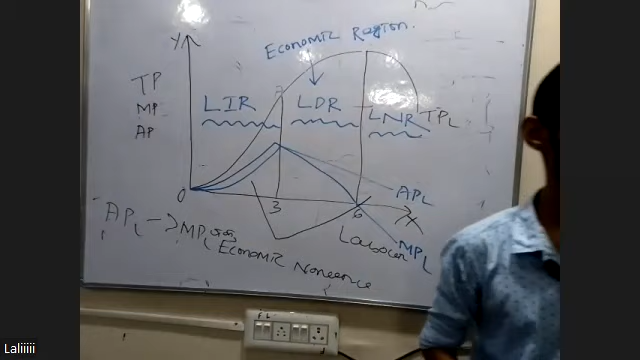 Y
Economic Region.
TP
MP
AP
LIR
LDR
LNR
TPL
APL
0
3
6
X
APL → MPL
Labour
MPL
Economic Nonsence
Laliiiii